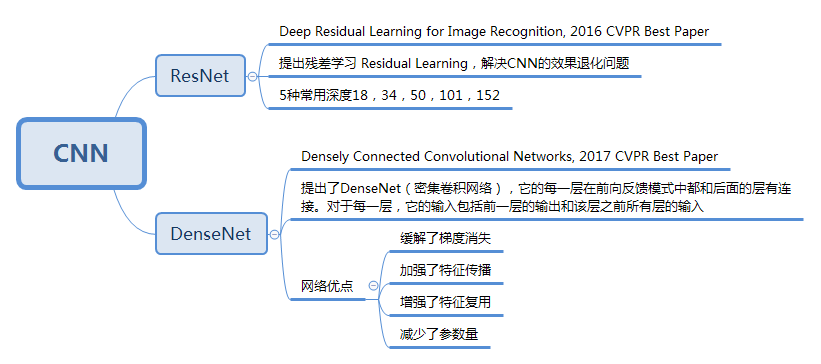 CNN
ResNet
Deep Residual Learning for Image Recognition, 2016 CVPR Best Paper
提出残差学习 Residual Learning，解决CNN的效果退化问题
5种常用深度18，34，50，101，152
DenseNet
Densely Connected Convolutional Networks, 2017 CVPR Best Paper
提出了DenseNet（密集卷积网络），它的每一层在前向反馈模式中都和后面的层有连
接。对于每一层，它的输入包括前一层的输出和该层之前所有层的输入
网络优点
缓解了梯度消失
加强了特征传播
增强了特征复用
减少了参数量